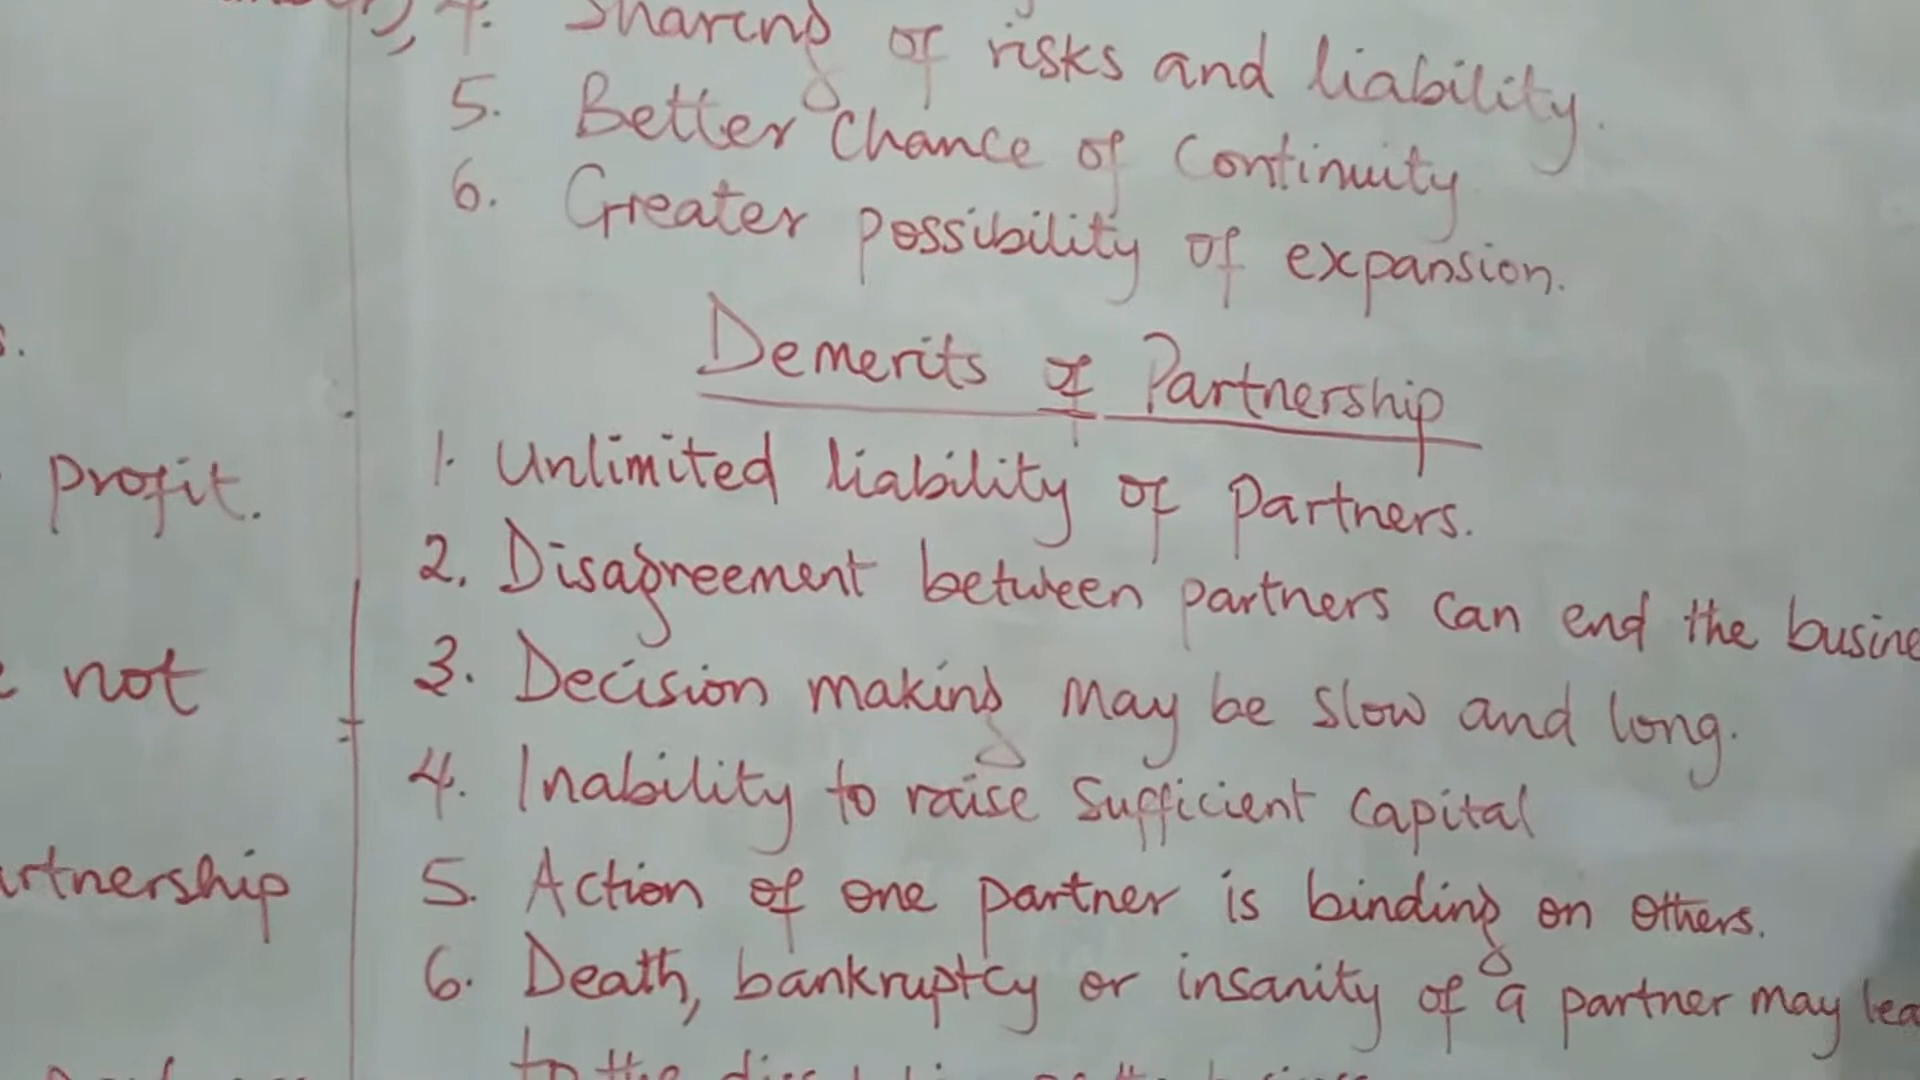 4. Sharing of risks and liability.
5. Better Chance of Continuity
6. Greater possibility of expansion.
Demerits of Partnership
s.
profit.
not
artnership
1. Unlimited liability of Partners.
2. Disagreement between partners can end the busine
3. Decision making may be slow and long.
4. Inability to raise Sufficient Capital
5. Action of one partner is binding on others.
6. Death, bankruptcy or insanity of a partner may lea
to the